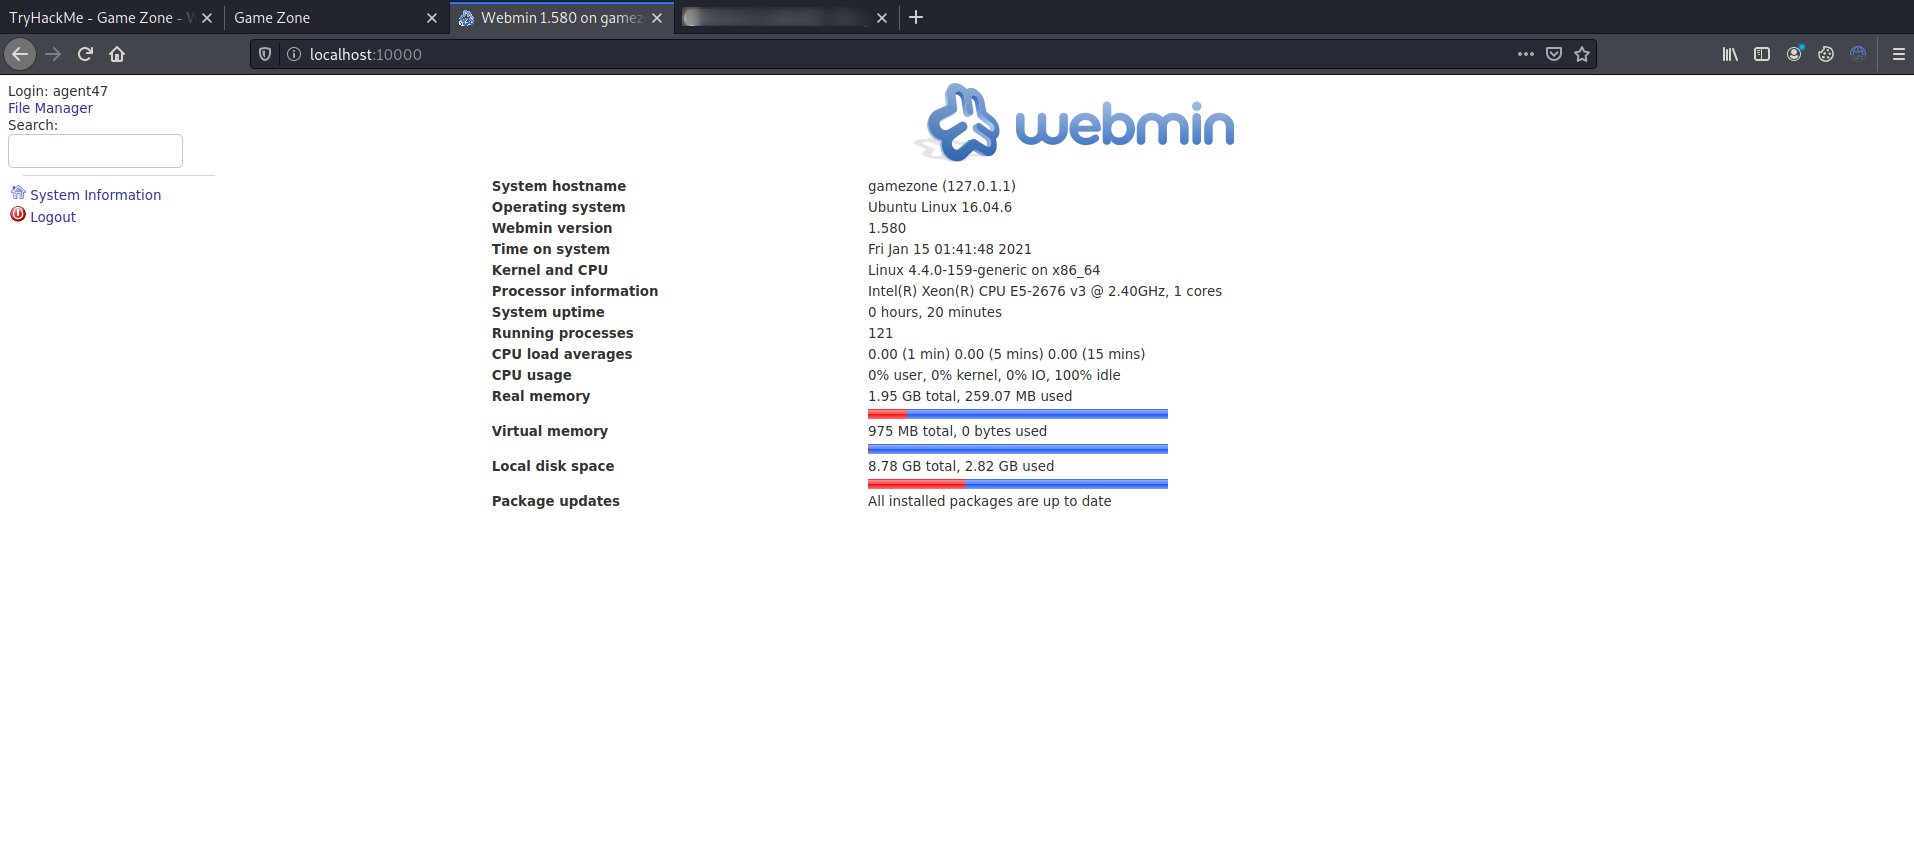 TryHackMe - Game Zone - W
Game Zone
Webmin 1.580 on gamez
localhost:10000
Login: agent47
File Manager
Search:
System Information
Logout
webmin
System hostname gamezone (127.0.1.1)
Operating system Ubuntu Linux 16.04.6
Webmin version 1.580
Time on system Fri Jan 15 01:41:48 2021
Kernel and CPU Linux 4.4.0-159-generic on x86_64
Processor information Intel(R) Xeon(R) CPU E5-2676 v3 @ 2.40GHz, 1 cores
System uptime 0 hours, 20 minutes
Running processes 121
CPU load averages 0.00 (1 min) 0.00 (5 mins) 0.00 (15 mins)
CPU usage 0% user, 0% kernel, 0% IO, 100% idle
Real memory 1.95 GB total, 259.07 MB used
Virtual memory 975 MB total, 0 bytes used
Local disk space 8.78 GB total, 2.82 GB used
Package updates All installed packages are up to date